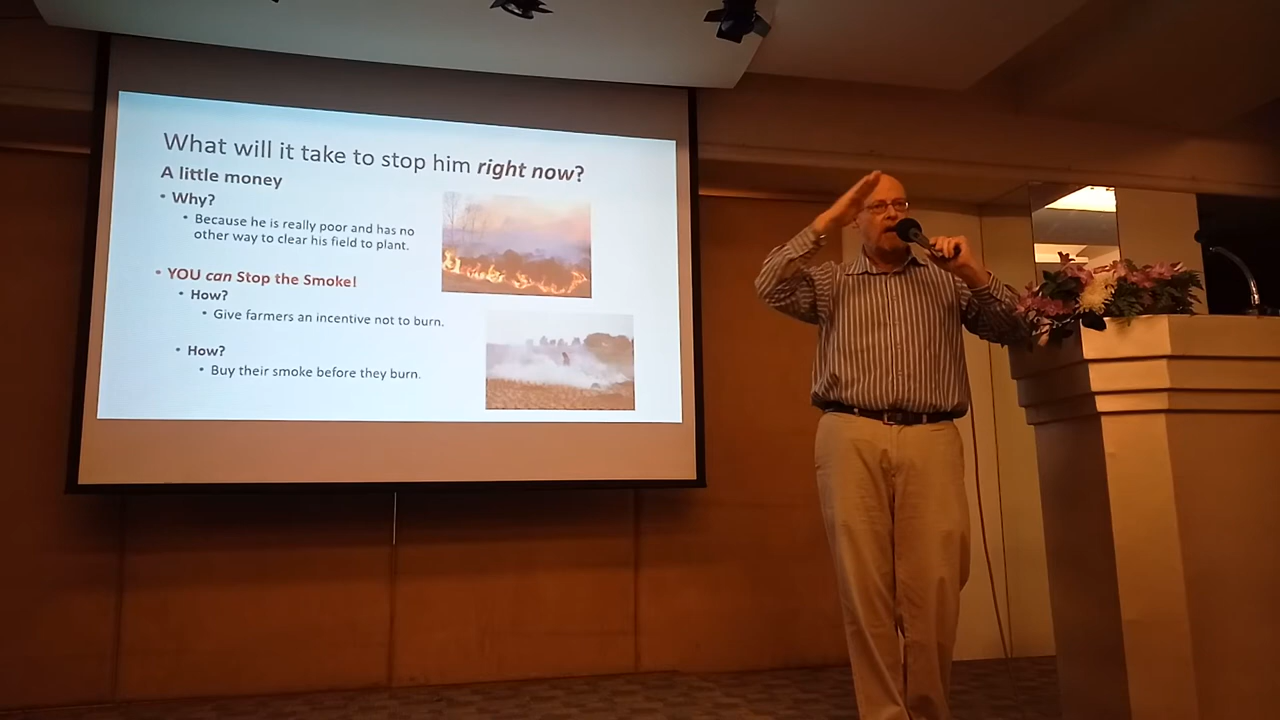 What will it take to stop him right now?
A little money
• Why?
• Because he is really poor and has no
other way to clear his field to plant.
• YOU can Stop the Smoke!
• How?
• Give farmers an incentive not to burn.
• How?
• Buy their smoke before they burn.